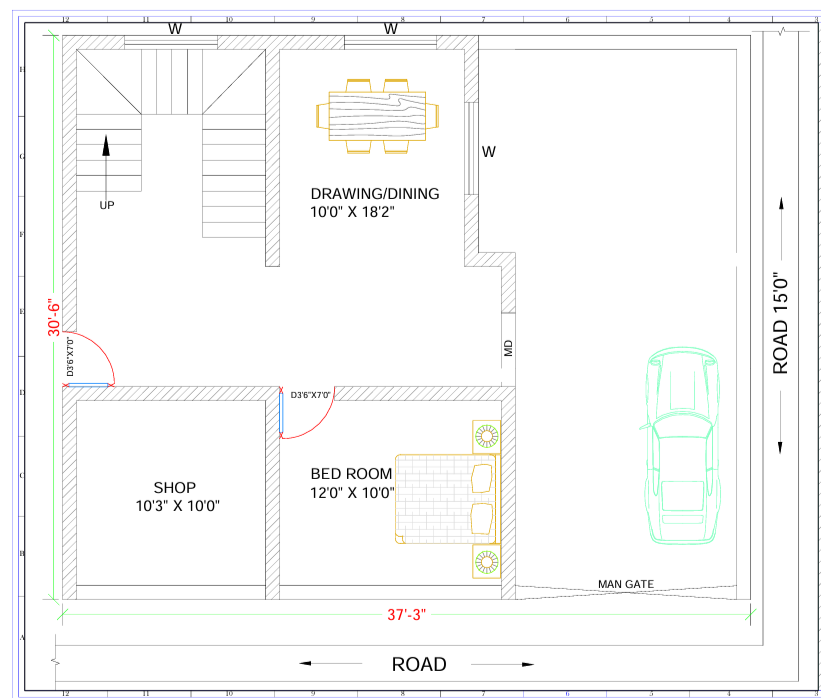 12 11 10 9 8 7 6 5 4 3
W W
H
G
W
DRAWING/DINING
10'0" X 18'2"
UP
F
E
30'-6"
D3'6"X7'0"
MD
ROAD 15'0"
D
D3'6"X7'0"
C
SHOP
10'3" X 10'0"
BED ROOM
12'0" X 10'0"
B
MAN GATE
37'-3"
A
ROAD
12 11 10 9 8 7 6 5 4 3